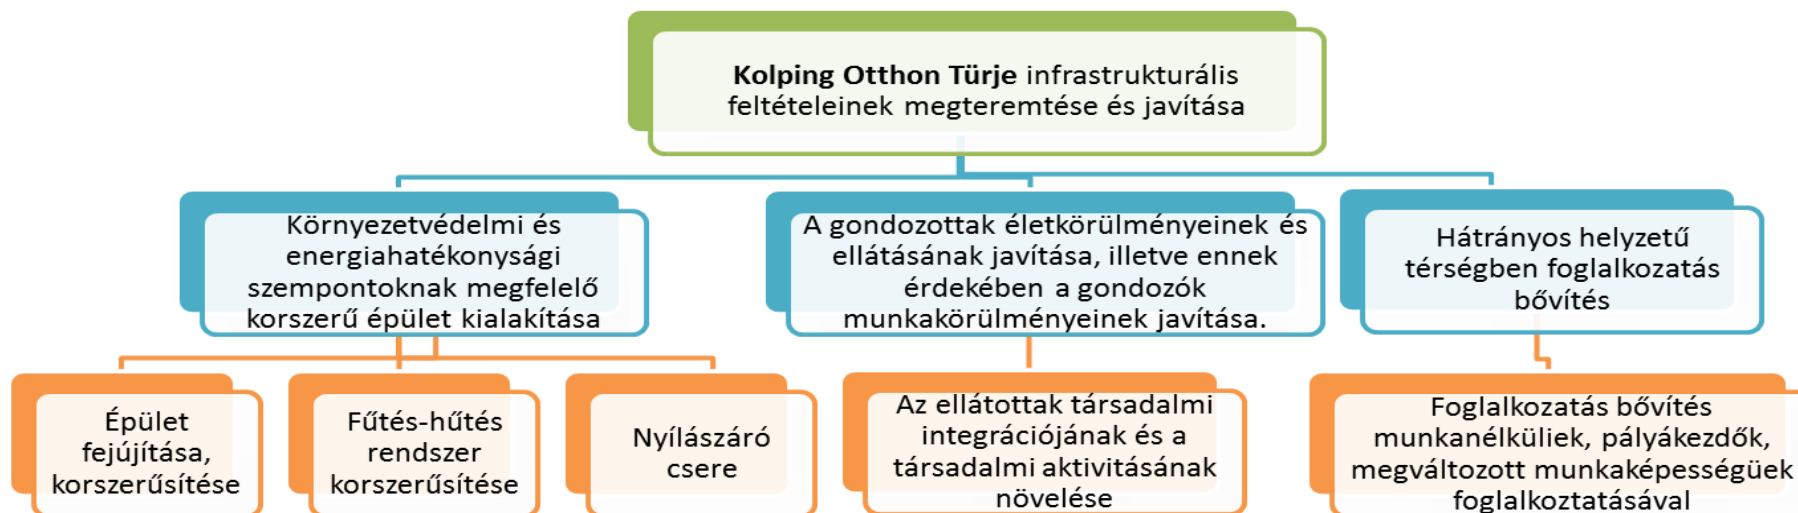 Kolping Otthon Türje infrastrukturális
feltételeinek megteremtése és javítása
Környezetvédelmi és
energiahatékonysági
szempontoknak megfelelő
korszerű épület kialakítása
A gondozottak életkörülményeinek és
ellátásának javítása, illetve ennek
érdekében a gondozók
munkakörülményeinek javítása.
Hátrányos helyzetű
térségben foglalkozatás
bővítés
Épület
fejújítása,
korszerűsítése
Fűtés-hűtés
rendszer
korszerűsítése
Nyílászáró
csere
Az ellátottak társadalmi
integrációjának és a
társadalmi aktivitásának
növelése
Foglalkozatás bővítés
munkanélküliek, pályákezdők,
megváltozott munkaképességüek
foglalkoztatásával